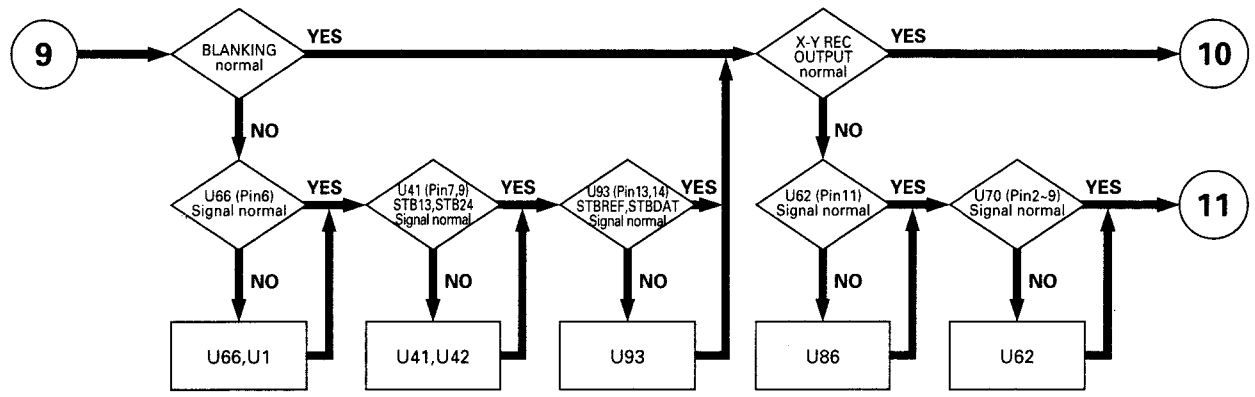 9
BLANKING
normal
YES
X-Y REC
OUTPUT
normal
YES
10
NO
NO
U66 (Pin6)
Signal normal
YES
U41 (Pin7,9)
STB13,STB24
Signal normal
YES
U93 (Pin13,14)
STBREF,STBDAT
Signal normal
YES
U62 (Pin11)
Signal normal
YES
U70 (Pin2~9)
Signal normal
YES
11
NO
NO
NO
NO
NO
U66,U1
U41,U42
U93
U86
U62